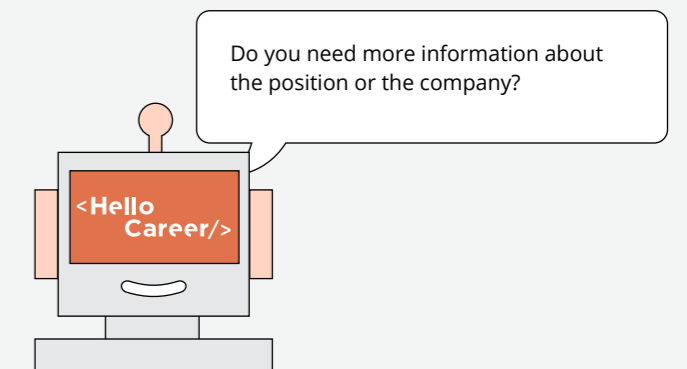 Do you need more information about
the position or the company?
<Hello
Career/>